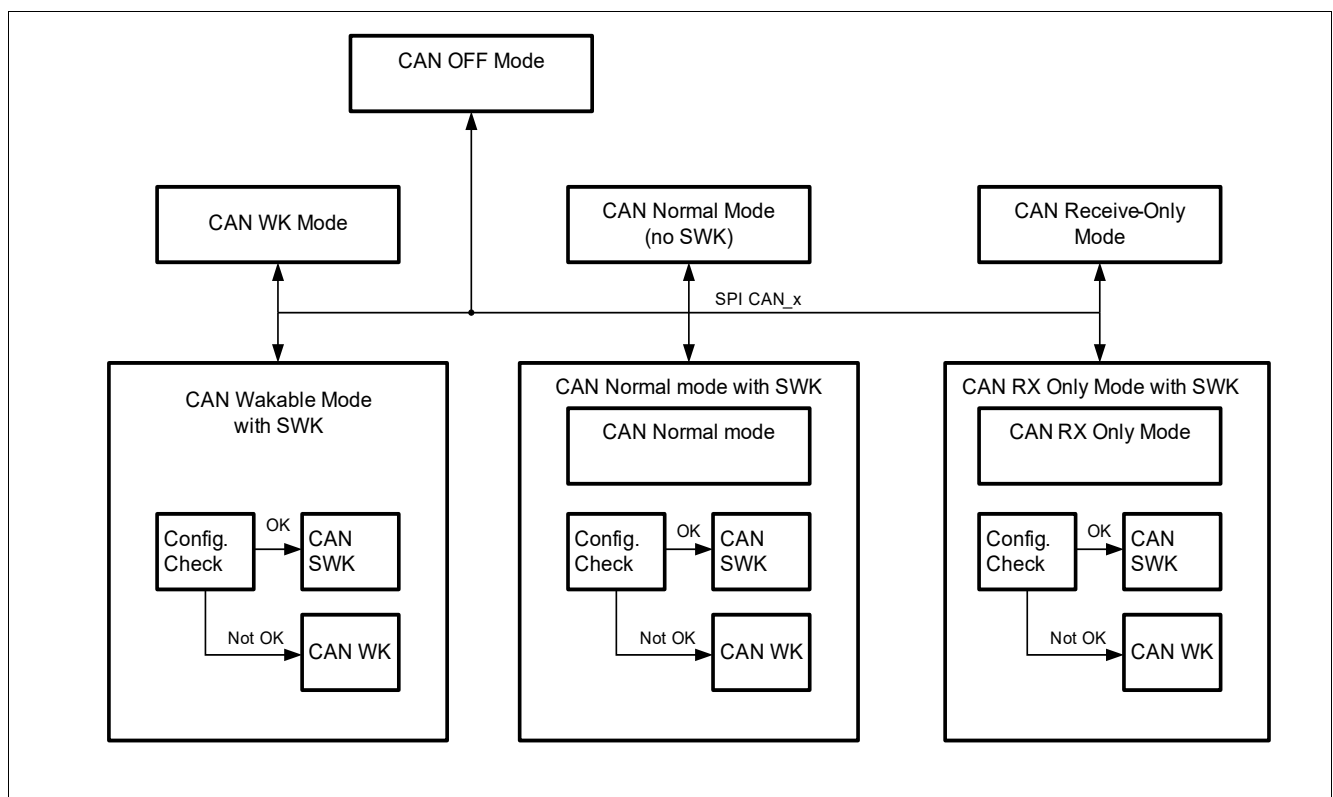 CAN OFF Mode
CAN WK Mode
CAN Normal Mode
(no SWK)
CAN Receive-Only
Mode
SPI CAN_x
CAN Wakable Mode
with SWK
Config.
Check
OK
CAN
SWK
Not OK
CAN WK
CAN Normal mode with SWK
CAN Normal mode
Config.
Check
OK
CAN
SWK
Not OK
CAN WK
CAN RX Only Mode with SWK
CAN RX Only Mode
Config.
Check
OK
CAN
SWK
Not OK
CAN WK